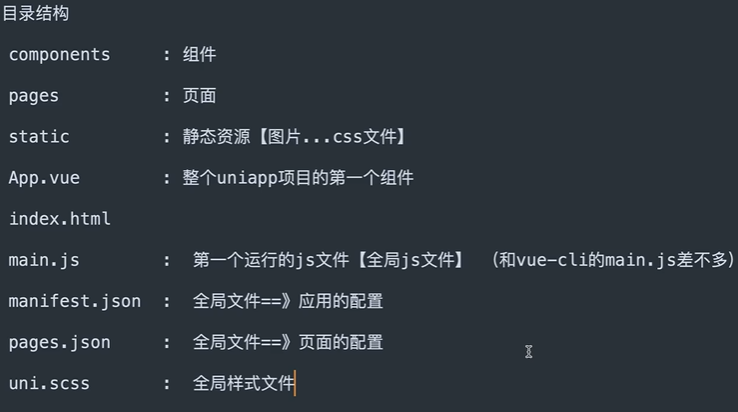 目录结构
components : 组件
pages : 页面
static : 静态资源【图片...css文件】
App.vue : 整个uniapp项目的第一个组件
index.html
main.js : 第一个运行的js文件【全局js文件】 （和vue-cli的main.js差不多）
manifest.json : 全局文件==》应用的配置
pages.json : 全局文件==》页面的配置
uni.scss : 全局样式文件